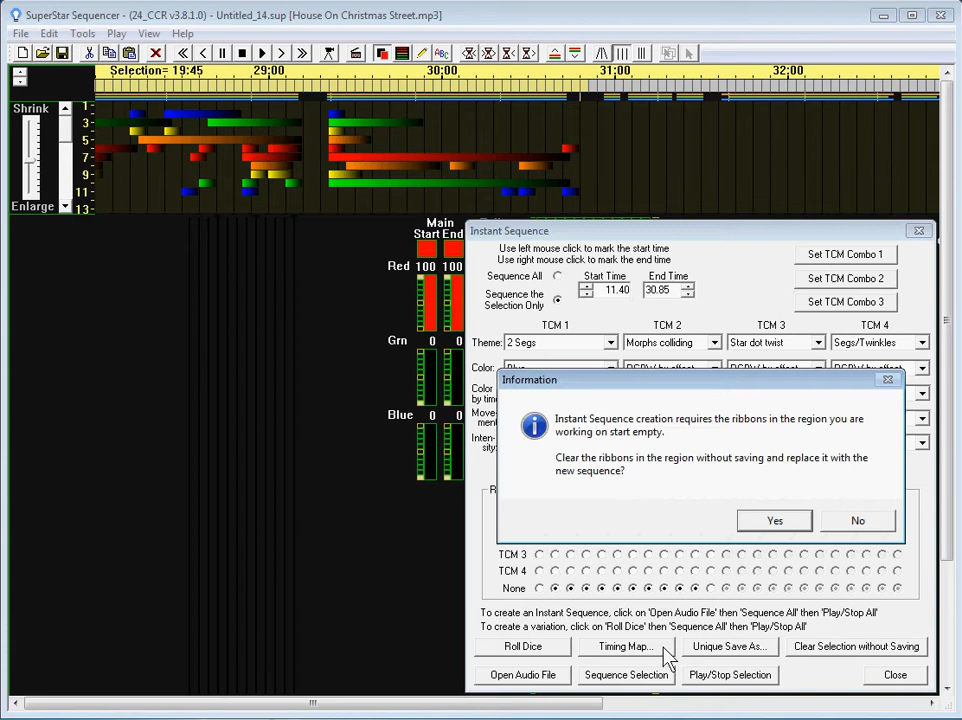 SuperStar Sequencer - (24_CCR v3.8.1.0) - Untitled_14.sup [House On Christmas Street.mp3]
File Edit Tools Play View Help
ABc
Selection= 19:45 29:00 30:00 31:00 32:00
Shrink
Enlarge
1
3
5
7
9
11
13
Main
Start End
Red 100 100
Grn 0 0
Blue 0 0
Instant Sequence
Use left mouse click to mark the start time
Use right mouse click to mark the end time
Sequence All
Sequence the
Selection Only
Start Time End Time
11.40 30.85
Set TCM Combo 1
Set TCM Combo 2
Set TCM Combo 3
TCM 1 TCM 2 TCM 3 TCM 4
Theme: 2 Segs Morphs colliding Star dot twist Segs/Twinkles
Color:
Color
by time
Move-
ment:
Inten-
sity:
Information
Instant Sequence creation requires the ribbons in the region you are
working on start empty.
Clear the ribbons in the region without saving and replace it with the
new sequence?
Yes No
TCM 3
TCM 4
None
To create an Instant Sequence, click on 'Open Audio File' then 'Sequence All' then 'Play/Stop All'
To create a variation, click on 'Roll Dice' then 'Sequence All' then 'Play/Stop All'
Roll Dice Timing Map... Unique Save As... Clear Selection without Saving
Open Audio File Sequence Selection Play/Stop Selection Close